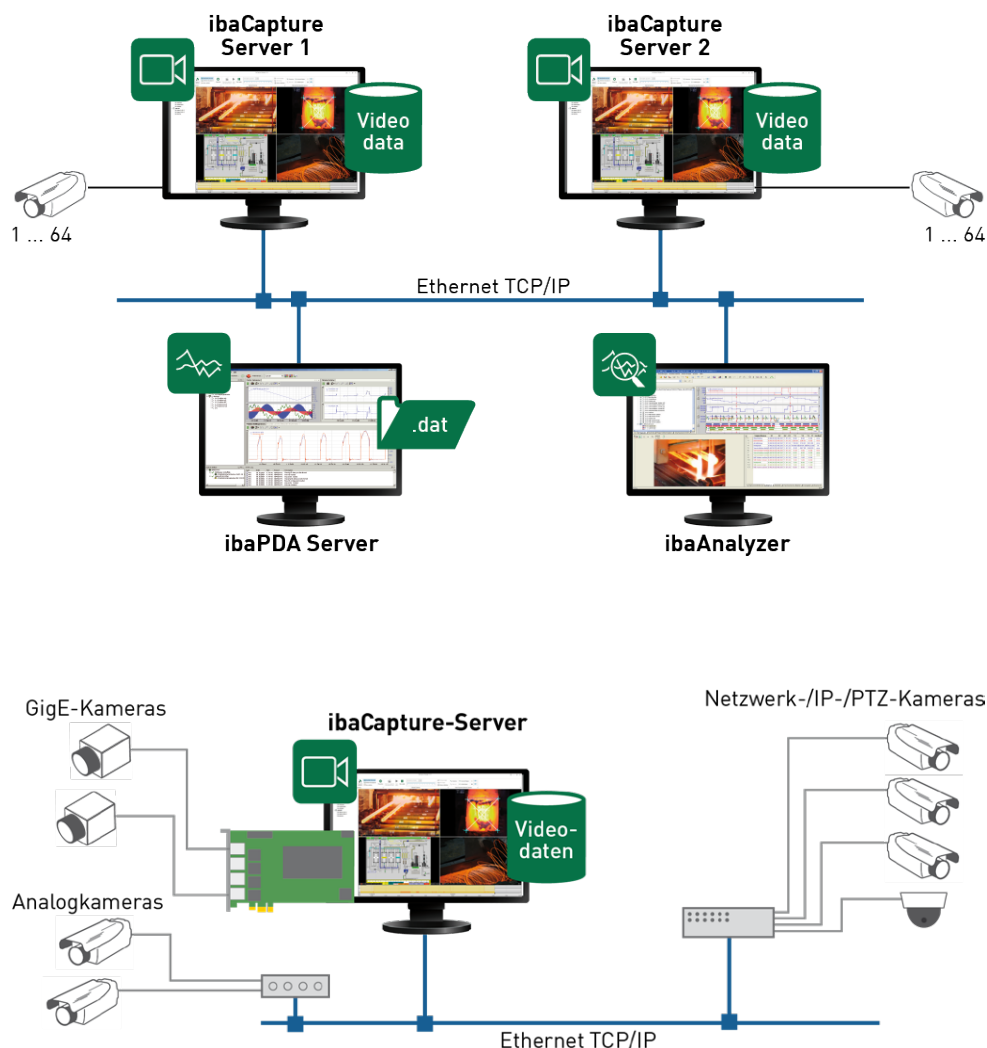 ibaCapture
Server 1
ibaCapture
Server 2
Video
data
Video
data
1 ... 64
1 ... 64
Ethernet TCP/IP
.dat
ibaPDA Server
ibaAnalyzer
GigE-Kameras
ibaCapture-Server
Netzwerk-/IP-/PTZ-Kameras
Video-
daten
Analogkameras
Ethernet TCP/IP